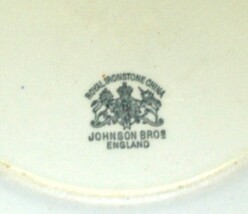 ROYAL IRONSTONE CHINA
JOHNSON BROS
ENGLAND